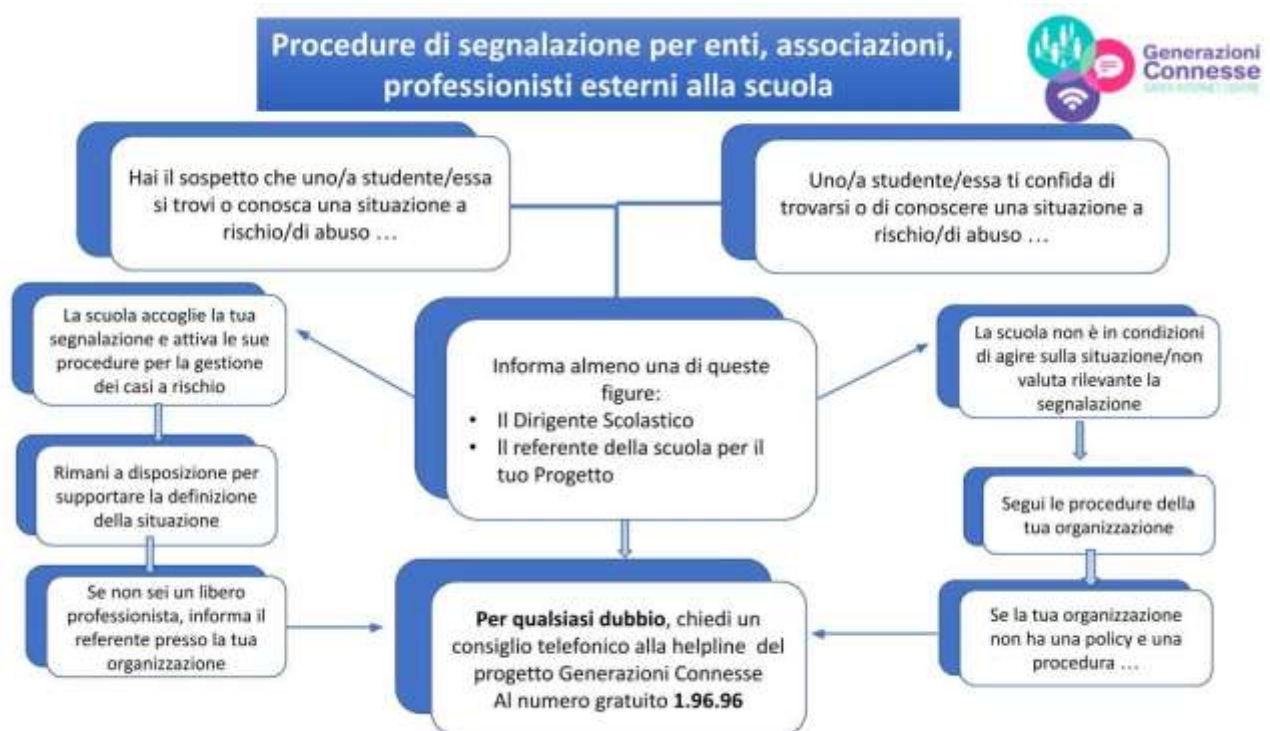 Procedure di segnalazione per enti, associazioni,
professionisti esterni alla scuola
Generazioni
Connesse
SAFER INTERNET CENTRE
Hai il sospetto che uno/a studente/essa
si trovi o conosca una situazione a
rischio/di abuso …
Uno/a studente/essa ti confida di
trovarsi o di conoscere una situazione a
rischio/di abuso …
La scuola accoglie la tua
segnalazione e attiva le sue
procedure per la gestione
dei casi a rischio
Informa almeno una di queste
figure:
• Il Dirigente Scolastico
• Il referente della scuola per il
tuo Progetto
La scuola non è in condizioni
di agire sulla situazione/non
valuta rilevante la
segnalazione
Rimani a disposizione per
supportare la definizione
della situazione
Segui le procedure della
tua organizzazione
Se non sei un libero
professionista, informa il
referente presso la tua
organizzazione
Per qualsiasi dubbio, chiedi un
consiglio telefonico alla helpline del
progetto Generazioni Connesse
Al numero gratuito 1.96.96
Se la tua organizzazione
non ha una policy e una
procedura …